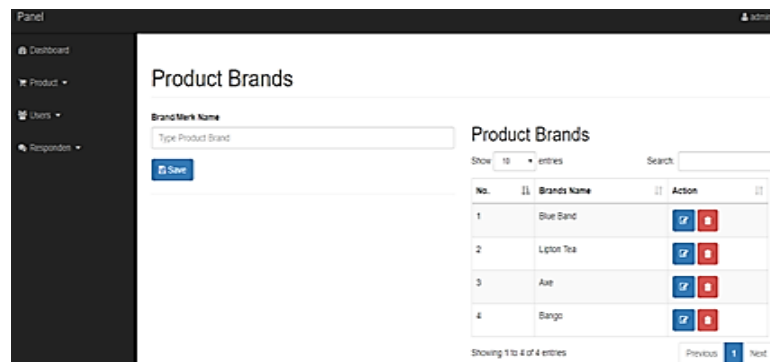 Panel
admin
Dashboard
Product
Users
Responden
Product Brands
Brand/Merk Name
Type Product Brand
Save
Product Brands
Show 10 entries
Search:
No. Brands Name Action
1 Blue Band
2 Lipton Tea
3 Axe
4 Bango
Showing 1 to 4 of 4 entries
Previous 1 Next